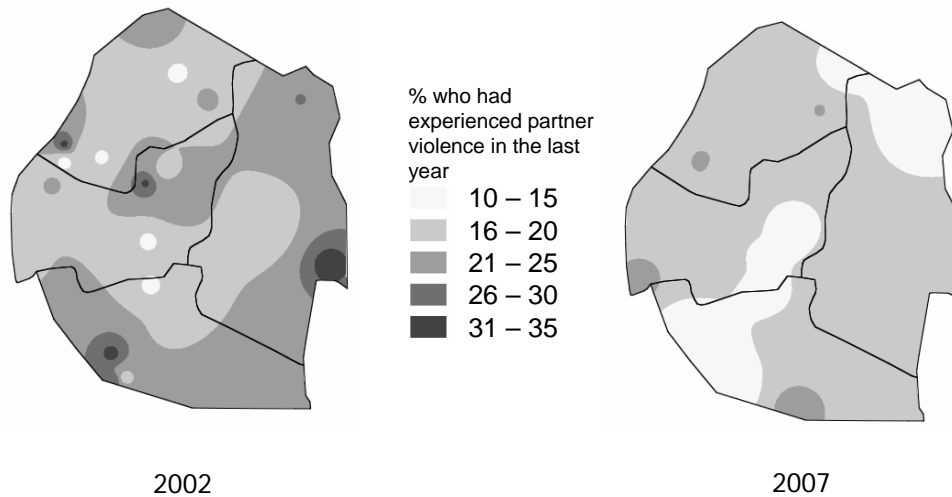 % who had
experienced partner
violence in the last
year
10 – 15
16 – 20
21 – 25
26 – 30
31 – 35
2002
2007